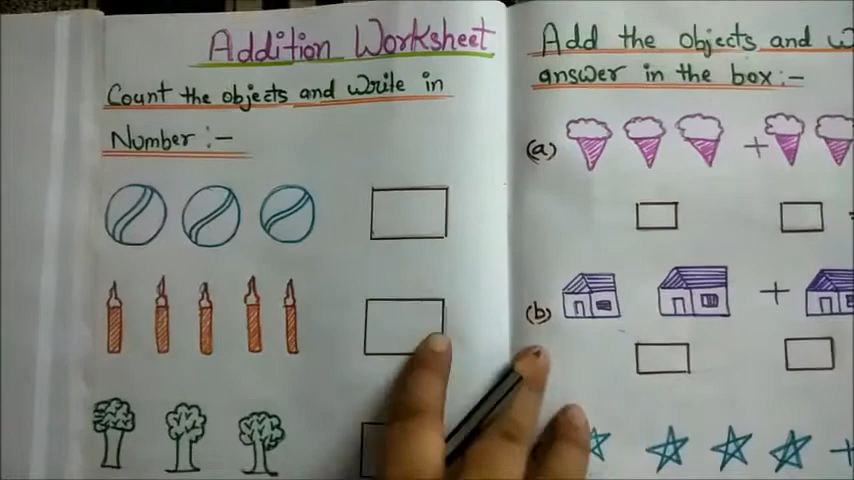 Addition Worksheet
Count the objects and write in
Number :-
Add the objects and
answer in the box :-
(a)
+
(b)
+
+